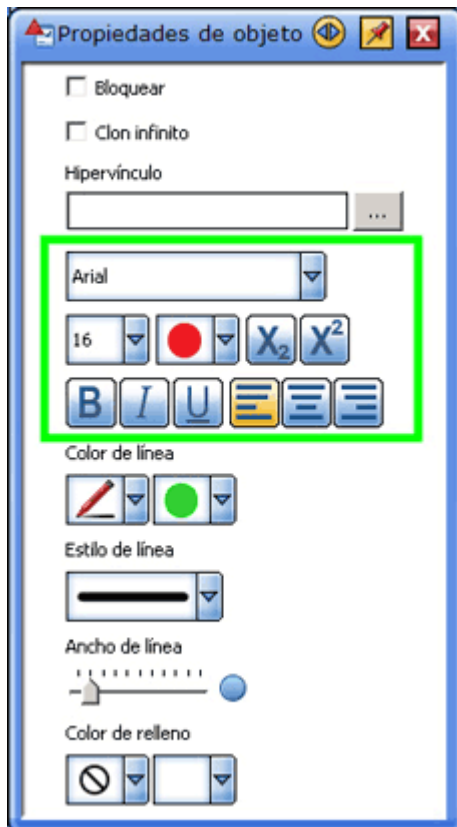 Propiedades de objeto
Bloquear
Clon infinito
Hipervínculo
...
Arial
16 X₂ X²
B I U
Color de línea
Estilo de línea
Ancho de línea
Color de relleno